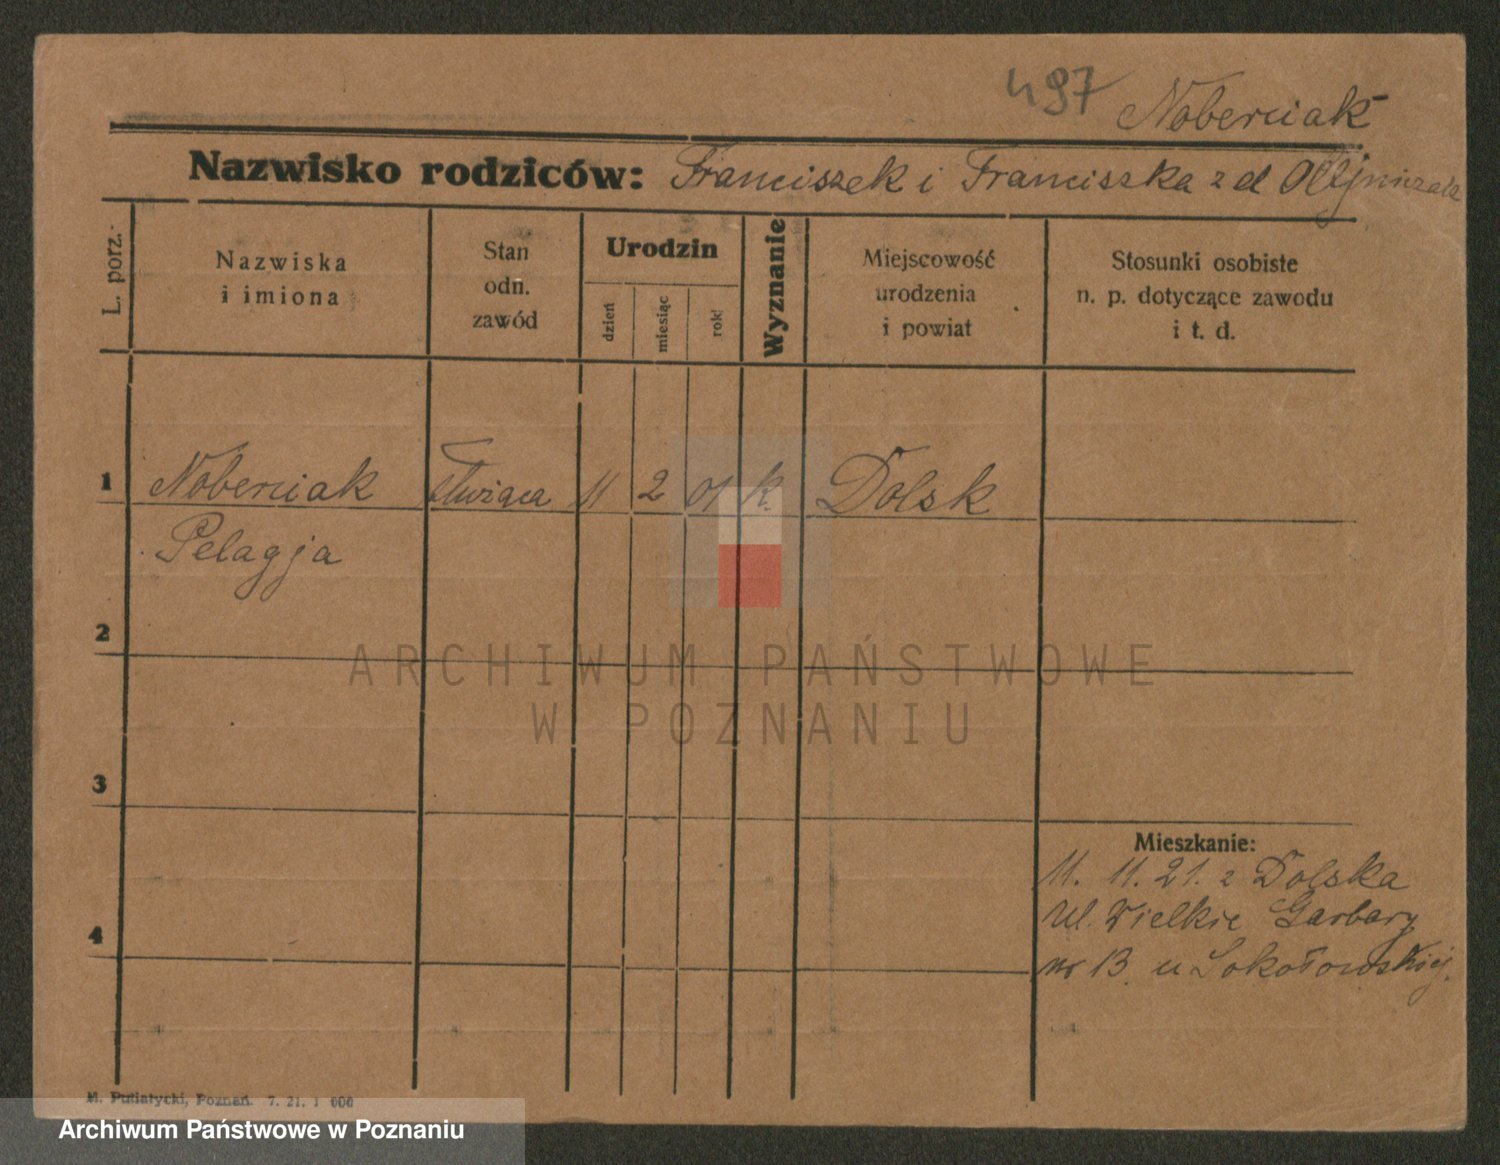 497 Noberciak
Nazwisko rodziców: Franciszek i Franciszka z d Olejniczak
L. porz.
Nazwiska
i imiona
Stan
odn.
zawód
Urodzin
dzień
miesiąc
rok
Wyznanie
Miejscowość
urodzenia
i powiat
Stosunki osobiste
n. p. dotyczące zawodu
i t. d.
1 Noberciak służąca 11 2 01 k. Dolsk
Pelagja
2
3
4
Mieszkanie:
11. 11. 21. z Dolska
ul. Wielkie Garbary
nr 13 u Sokołowskiej.
M. Putiatycki, Poznań. 7. 21. 1 000
ARCHIWUM PAŃSTWOWE
W POZNANIU
Archiwum Państwowe w Poznaniu